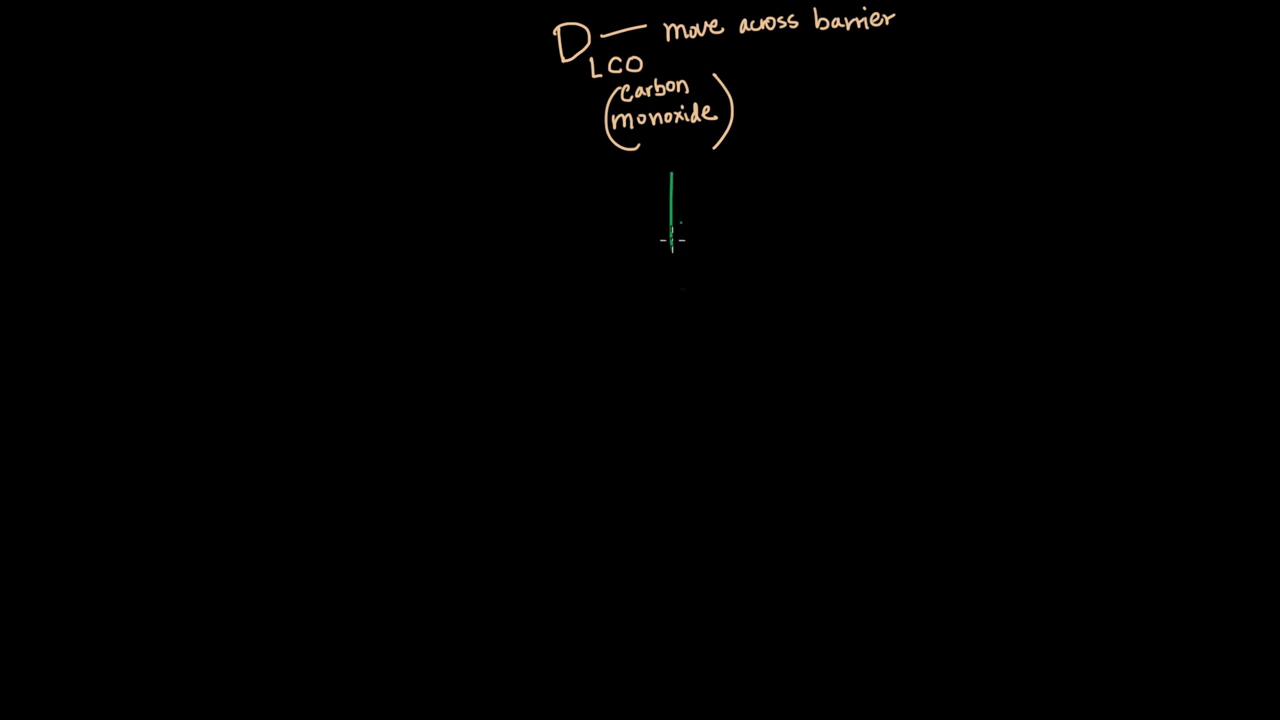 D — move across barrier
LCO
(carbon
monoxide)